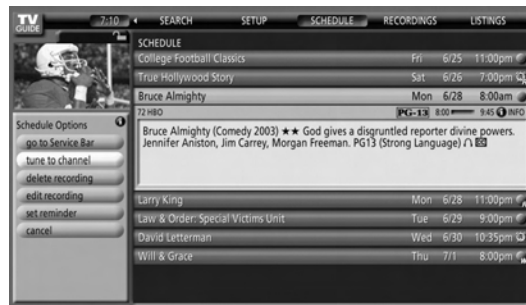 TV GUIDE 7:10 SEARCH SETUP SCHEDULE RECORDINGS LISTINGS
SCHEDULE
College Football Classics Fri 6/25 11:00pm
True Hollywood Story Sat 6/26 7:00pm
Bruce Almighty Mon 6/28 8:00am
72 HBO PG-13 8:00 9:45 INFO
Bruce Almighty (Comedy 2003) ★★ God gives a disgruntled reporter divine powers.
Jennifer Aniston, Jim Carrey, Morgan Freeman. PG13 (Strong Language)
Schedule Options
go to Service Bar
tune to channel
delete recording
edit recording
set reminder
cancel
Larry King Mon 6/28 11:00pm
Law & Order: Special Victims Unit Tue 6/29 9:00pm
David Letterman Wed 6/30 10:35pm
Will & Grace Thu 7/1 8:00pm